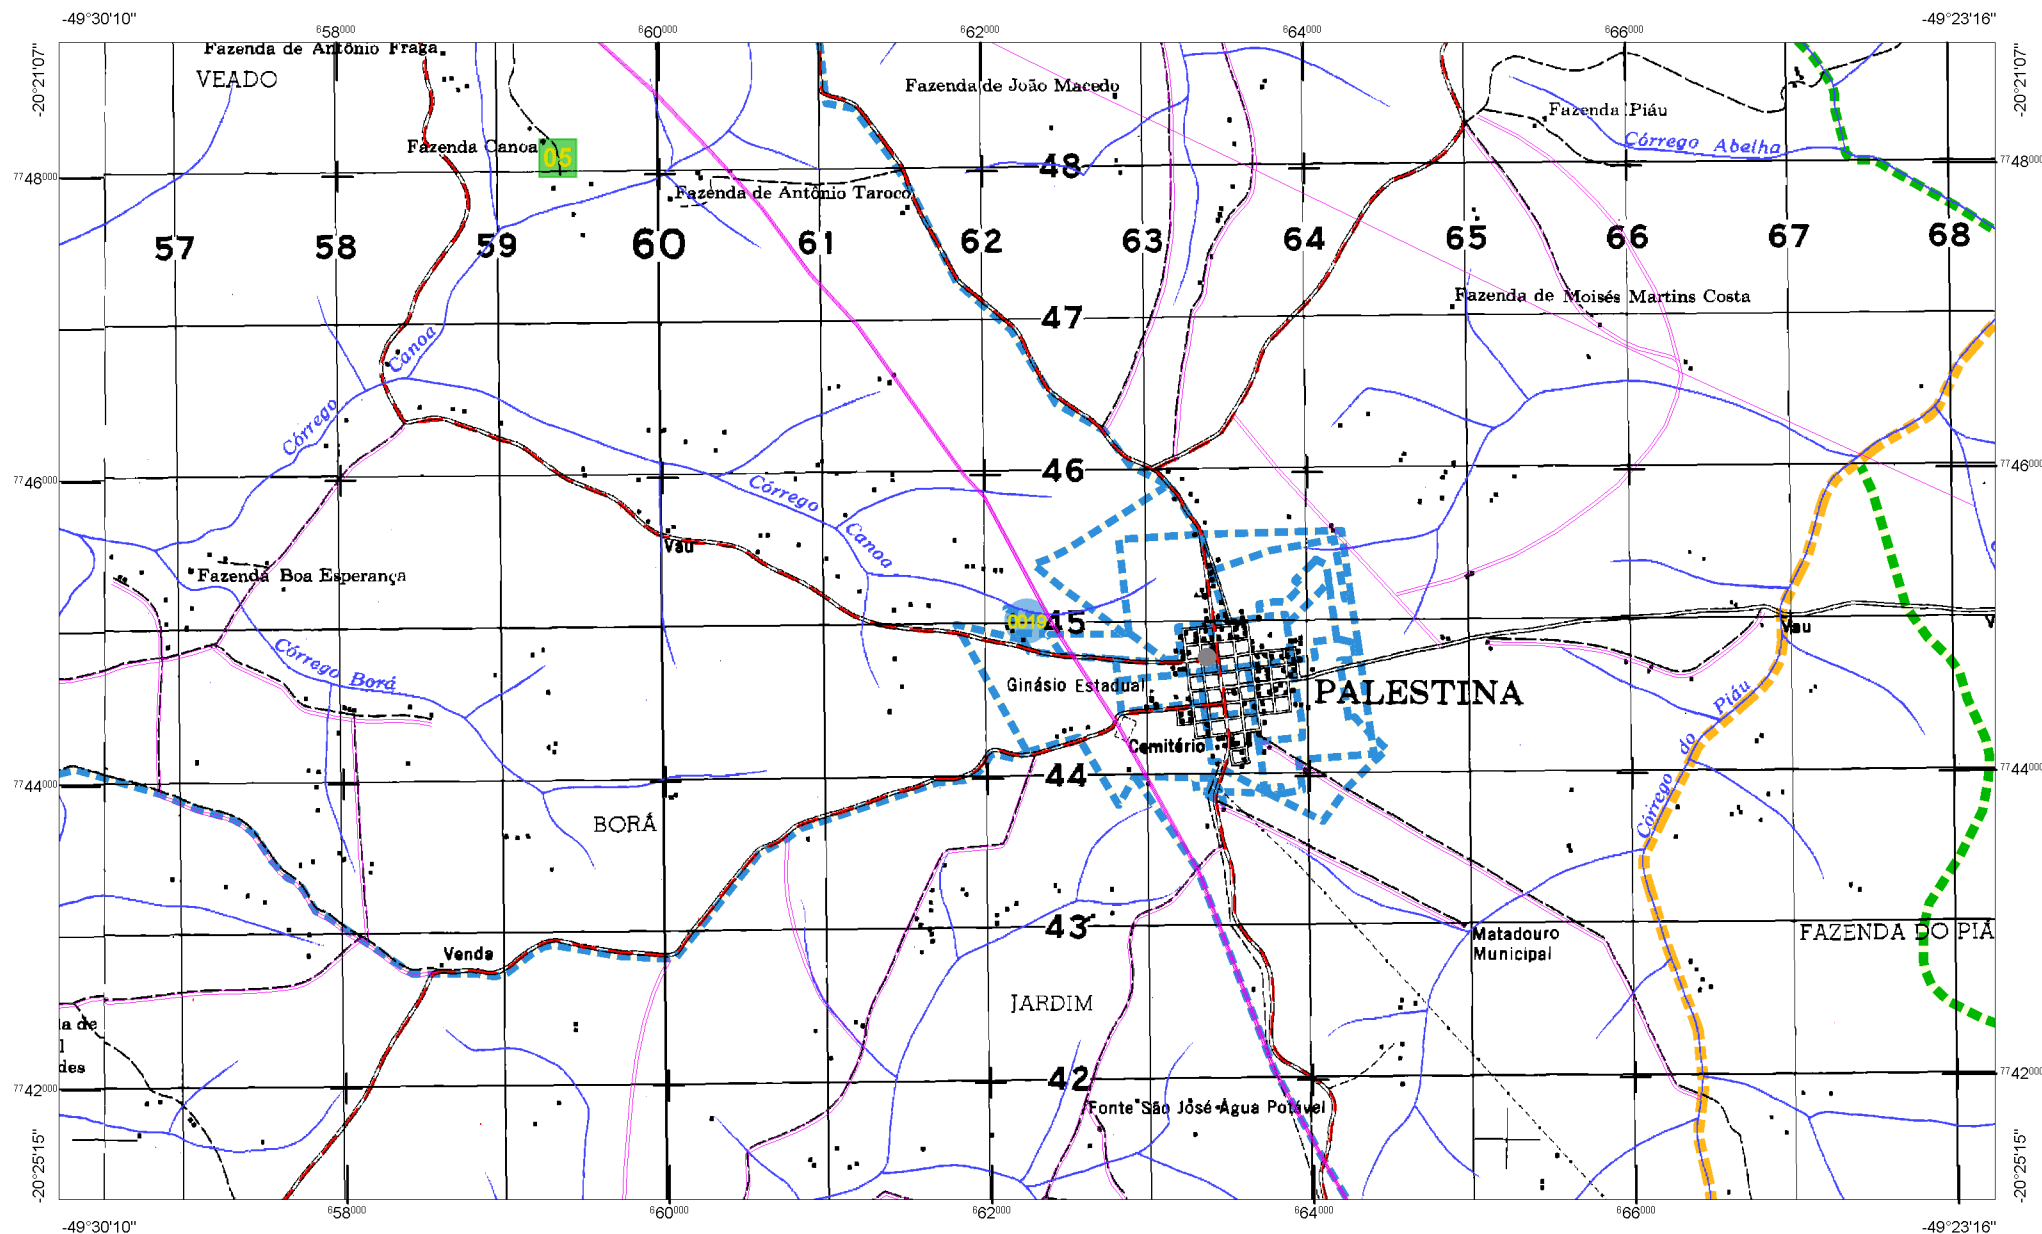 -49°30'10"
-49°23'16"
658000
660000
662000
664000
666000
-20°21'07"
-20°21'07"
Fazenda de Antônio Fraga
VEADO
Fazenda de João Macedo
Fazenda Piáu
Córrego Abelha
Fazenda Canoa
05
48
7748000
7748000
Fazenda de Antônio Taroco
57
58
59
60
61
62
63
64
65
66
67
68
Fazenda de Moisés Martins Costa
47
Canoa
Córrego
46
7746000
7746000
Córrego
Canoa
Vau
Fazenda Boa Esperança
0019
45
Vau
V
Córrego Borá
Ginásio Estadual
PALESTINA
Córrego do Piáu
Cemitério
44
7744000
7744000
BORÁ
43
Matadouro
Municipal
FAZENDA DO PIÁ
Venda
JARDIM
la de
l
des
42
7742000
7742000
Fonte São José-Água Potável
-20°25'15"
-20°25'15"
658000
660000
662000
664000
666000
-49°30'10"
-49°23'16"